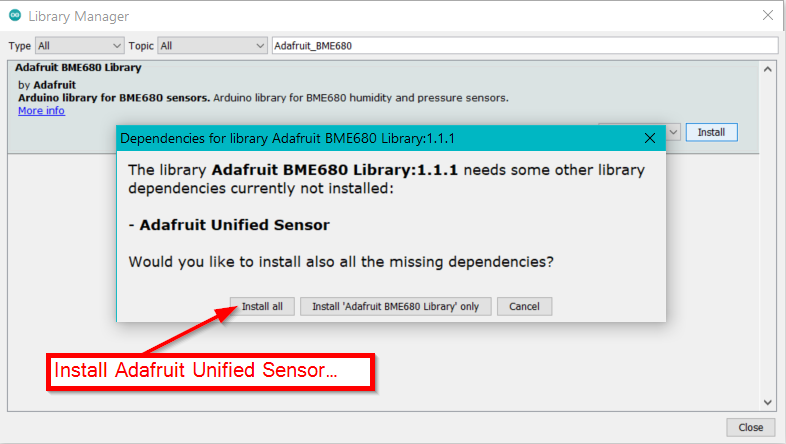 Library Manager
Type All Topic All Adafruit_BME680
Adafruit BME680 Library
by Adafruit
Arduino library for BME680 sensors. Arduino library for BME680 humidity and pressure sensors.
More info
Install
Dependencies for library Adafruit BME680 Library:1.1.1
The library Adafruit BME680 Library:1.1.1 needs some other library
dependencies currently not installed:
- Adafruit Unified Sensor
Would you like to install also all the missing dependencies?
Install all Install 'Adafruit BME680 Library' only Cancel
Install Adafruit Unified Sensor...
Close